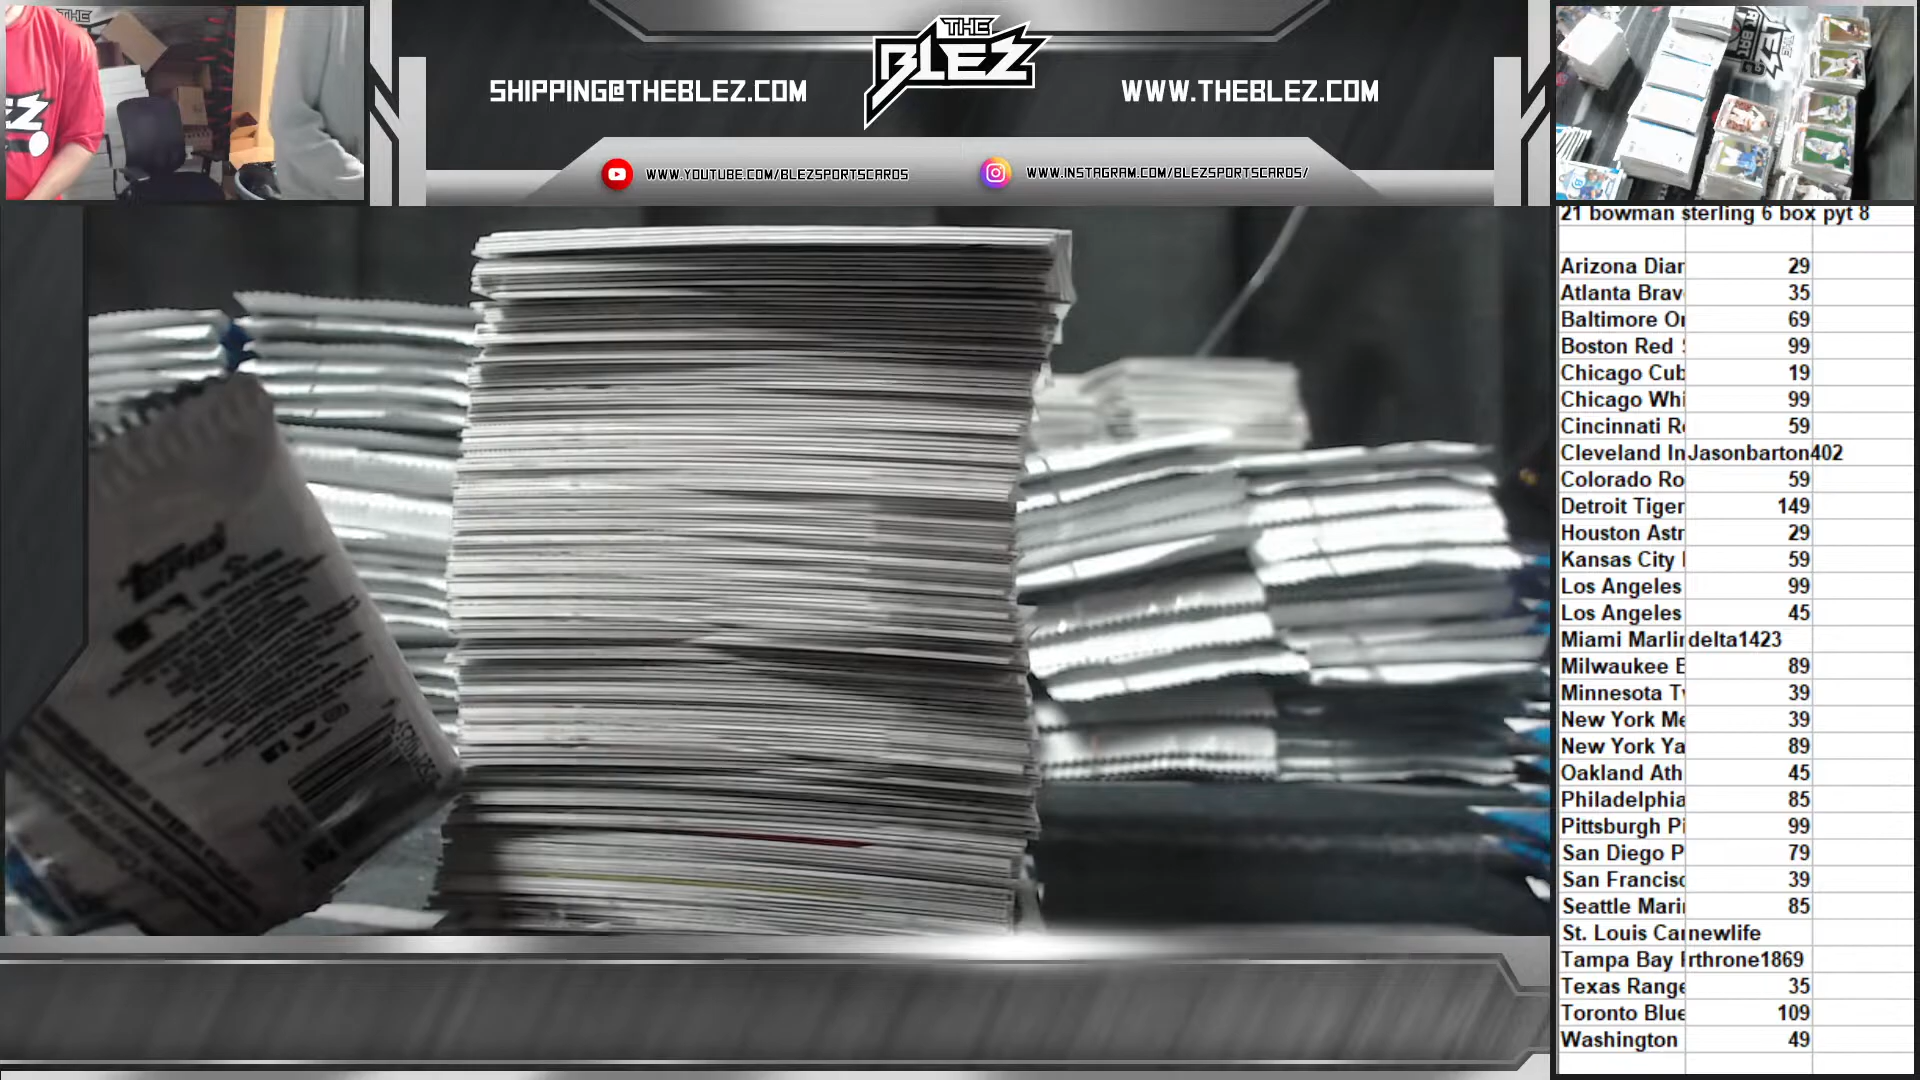 THE
BLEZ
SHIPPING@THEBLEZ.COM
WWW.THEBLEZ.COM
WWW.YOUTUBE.COM/BLEZSPORTSCARDS
WWW.INSTAGRAM.COM/BLEZSPORTSCARDS/
21 bowman sterling 6 box pyt 8
Arizona Diar 29
Atlanta Brav 35
Baltimore Or 69
Boston Red 99
Chicago Cub 19
Chicago Whi 99
Cincinnati Re 59
Cleveland In Jasonbarton402
Colorado Ro 59
Detroit Tiger 149
Houston Astr 29
Kansas City 59
Los Angeles 99
Los Angeles 45
Miami Marlin delta1423
Milwaukee B 89
Minnesota Tw 39
New York Me 39
New York Ya 89
Oakland Ath 45
Philadelphia 85
Pittsburgh Pi 99
San Diego P 79
San Francisc 39
Seattle Mari 85
St. Louis Car newlife
Tampa Bay rthrone1869
Texas Range 35
Toronto Blue 109
Washington 49
topps